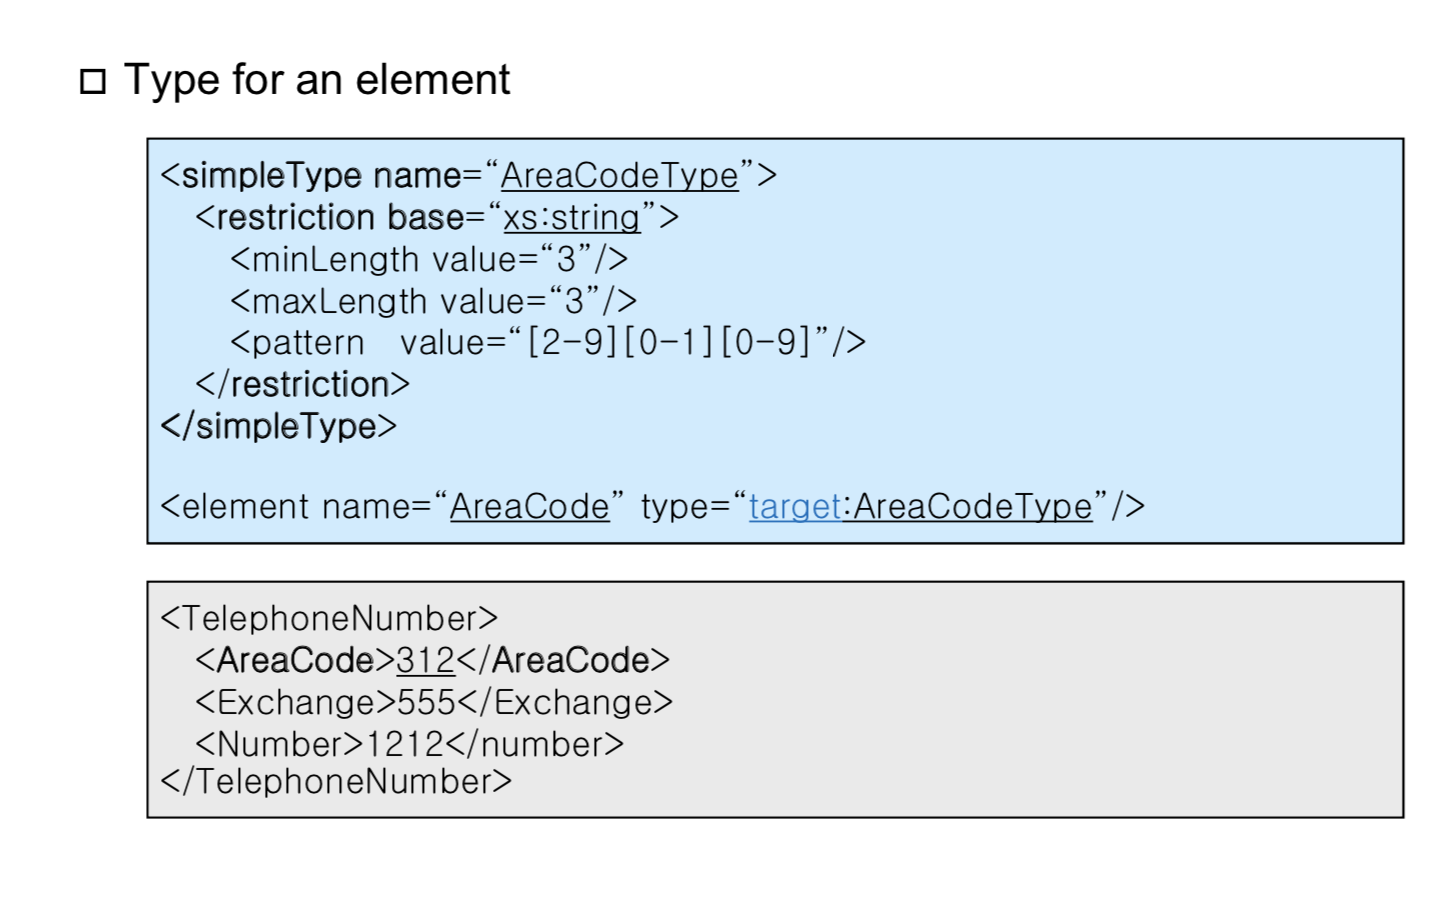 Type for an element
<simpleType name=“AreaCodeType”>
<restriction base=“xs:string”>
<minLength value=“3”/>
<maxLength value=“3”/>
<pattern value=“[2-9][0-1][0-9]”/>
</restriction>
</simpleType>
<element name=“AreaCode” type=“target:AreaCodeType”/>
<TelephoneNumber>
<AreaCode>312</AreaCode>
<Exchange>555</Exchange>
<Number>1212</number>
</TelephoneNumber>